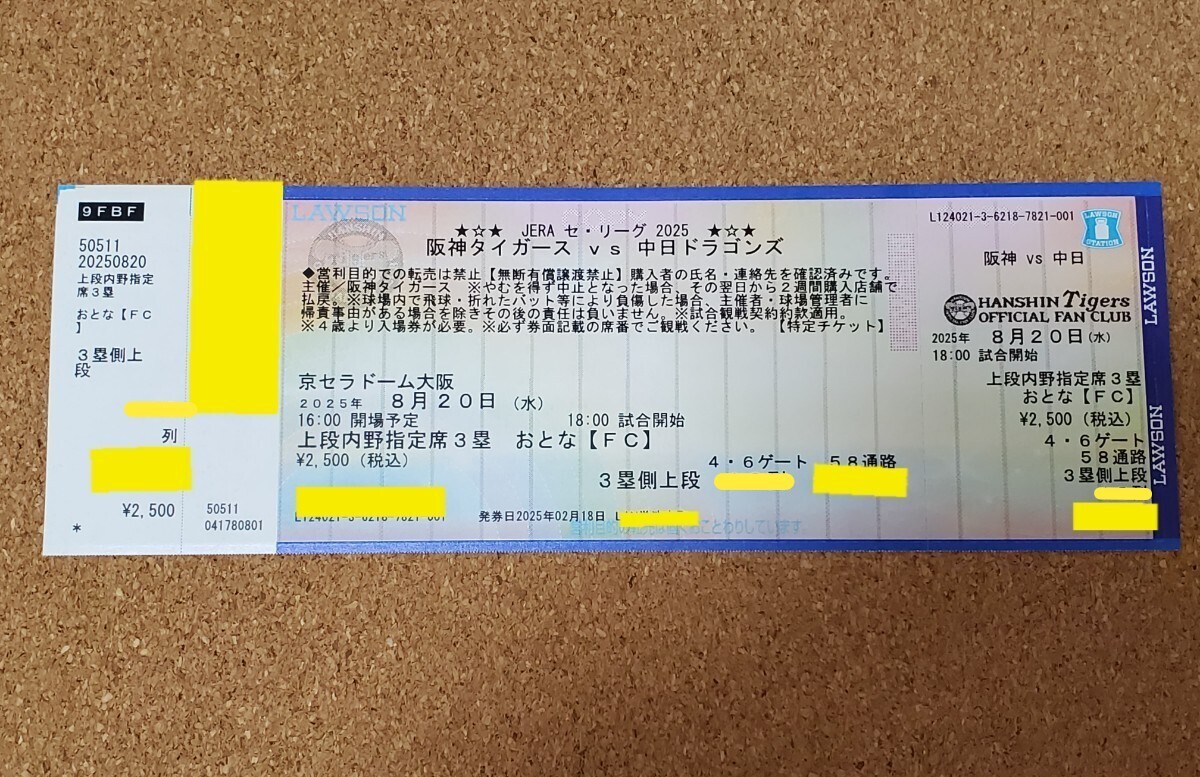 9FBF
50511
20250820
上段内野指定
席3塁
おとな【FC
】
3塁側上
段
列
¥2,500
*
50511
041780801
LAWSON
HANSHIN
Tigers
★☆★ JERA セ・リーグ 2025 ★☆★
阪神タイガース vs 中日ドラゴンズ
◆営利目的での転売は禁止【無断有償譲渡禁止】購入者の氏名・連絡先を確認済みです。
主催/阪神タイガース ※やむを得ず中止となった場合、その翌日から2週間購入店舗で
払戻。※球場内で飛球・折れたバット等により負傷した場合、主催者・球場管理者に
帰責事由がある場合を除きその後の責任は負いません。※試合観戦契約約款適用。
※4歳より入場券が必要。※必ず券面記載の席番でご観戦ください。【特定チケット】
京セラドーム大阪
2025年 8月20日(水)
16:00 開場予定 18:00 試合開始
上段内野指定席3塁 おとな【FC】
¥2,500(税込)
4・6ゲート 58通路
3塁側上段
L124021-3-6218-7821-001 発券日2025年02月18日
L124021-3-6218-7821-001
LAWSON
STATION
阪神 vs 中日
HANSHIN Tigers
OFFICIAL FAN CLUB
2025年 8月20日(水)
18:00 試合開始
上段内野指定席3塁
おとな【FC】
¥2,500(税込)
4・6ゲート
58通路
3塁側上段
LAWSON
LAWSON